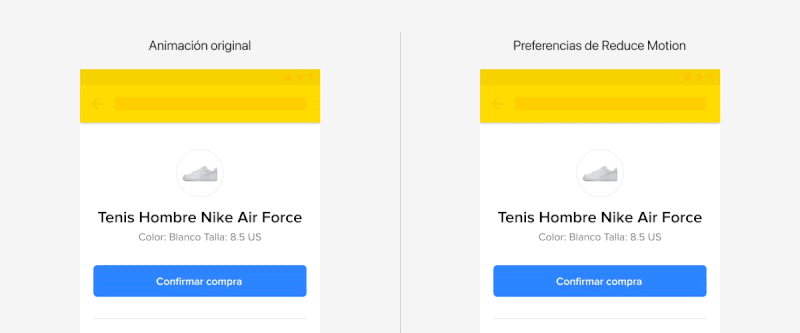 Animación original
Preferencias de Reduce Motion
Tenis Hombre Nike Air Force
Color: Blanco Talla: 8.5 US
Confirmar compra
Tenis Hombre Nike Air Force
Color: Blanco Talla: 8.5 US
Confirmar compra